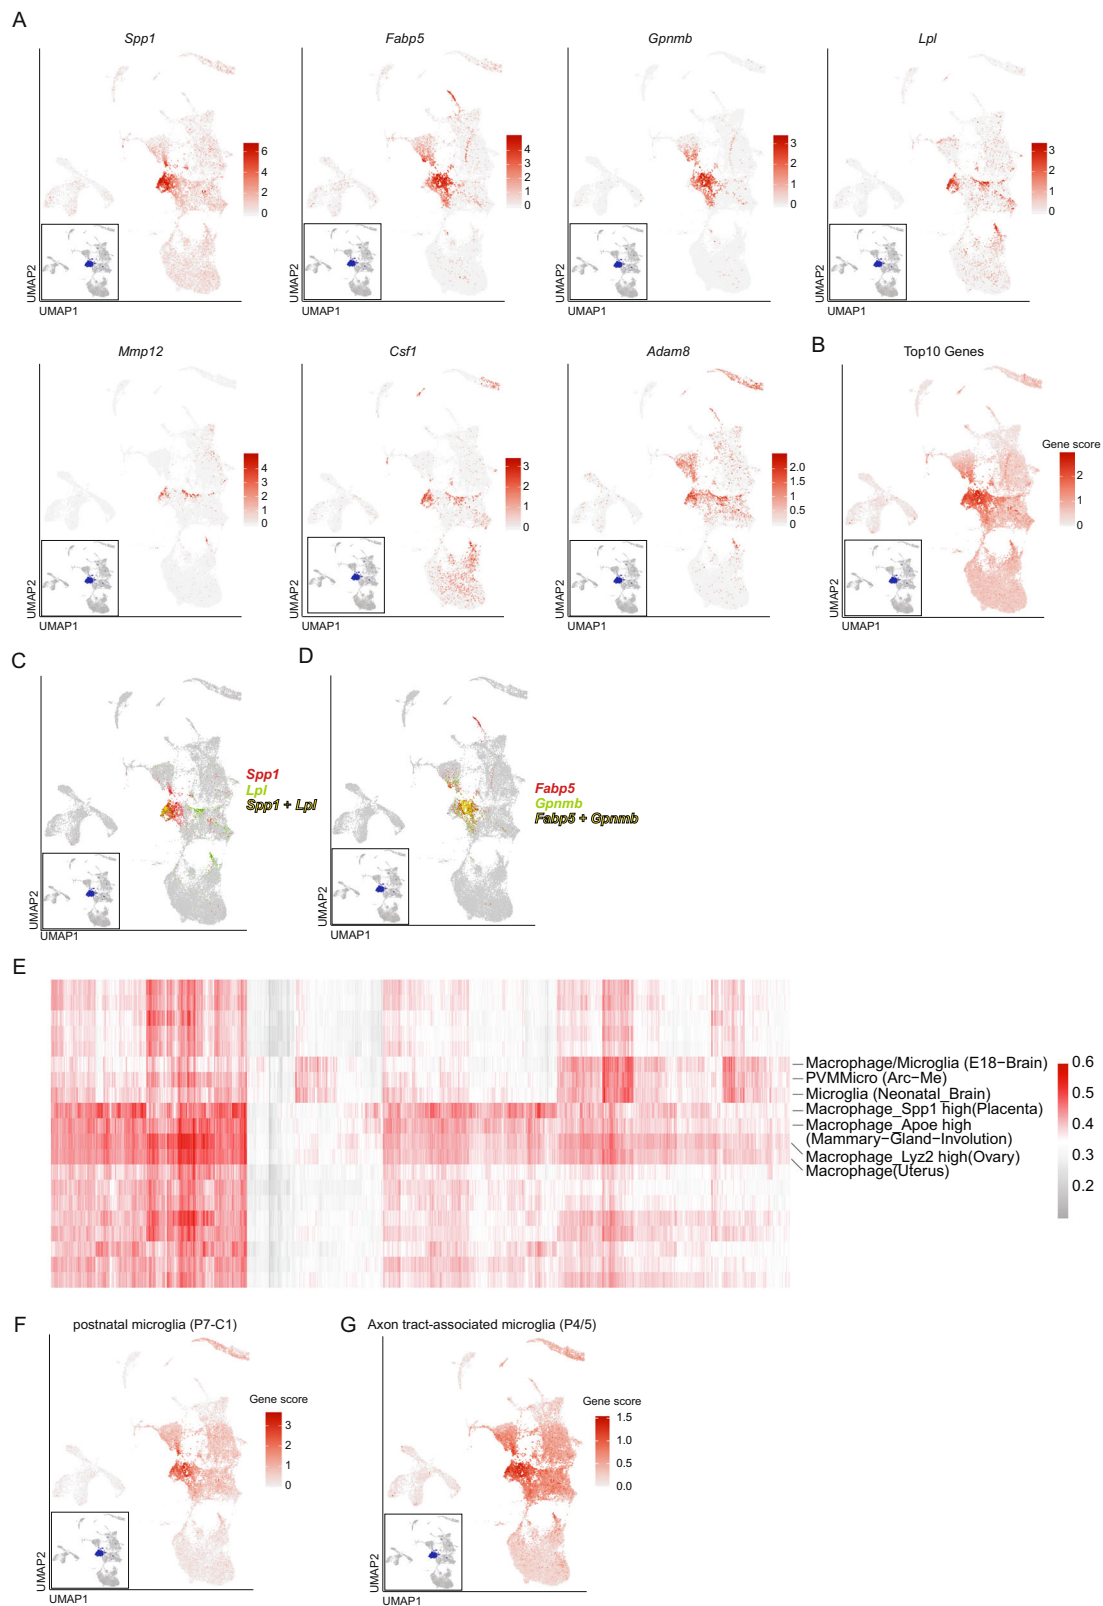 A
Spp1
Fabp5
Gpnmb
Lpl
6
4
2
0
4
3
2
1
0
3
2
1
0
3
2
1
0
UMAP2
UMAP1
UMAP2
UMAP1
UMAP2
UMAP1
UMAP2
UMAP1
Mmp12
Csf1
Adam8
B
Top10 Genes
Gene score
4
3
2
1
0
3
2
1
0
2.0
1.5
1.0
0.5
0
2
1
0
UMAP2
UMAP1
UMAP2
UMAP1
UMAP2
UMAP1
UMAP2
UMAP1
C
Spp1
Lpl
Spp1 + Lpl
UMAP2
UMAP1
D
Fabp5
Gpnmb
Fabp5 + Gpnmb
UMAP2
UMAP1
E
Macrophage/Microglia (E18−Brain)
PVMMicro (Arc−Me)
Microglia (Neonatal_Brain)
Macrophage_Spp1 high(Placenta)
Macrophage_Apoe high
(Mammary−Gland−Involution)
Macrophage_Lyz2 high(Ovary)
Macrophage(Uterus)
0.6
0.5
0.4
0.3
0.2
F
postnatal microglia (P7-C1)
Gene score
3
2
1
0
UMAP2
UMAP1
G
Axon tract-associated microglia (P4/5)
Gene score
1.5
1.0
0.5
0.0
UMAP2
UMAP1